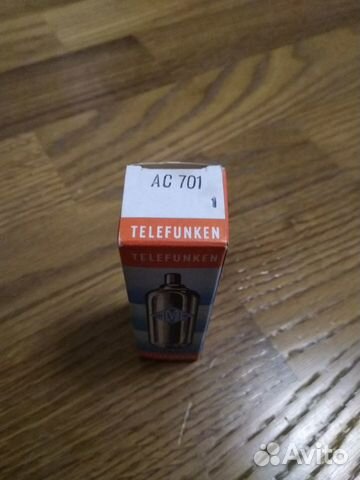 AC 701
1
TELEFUNKEN
TELEFUNKEN
Avito